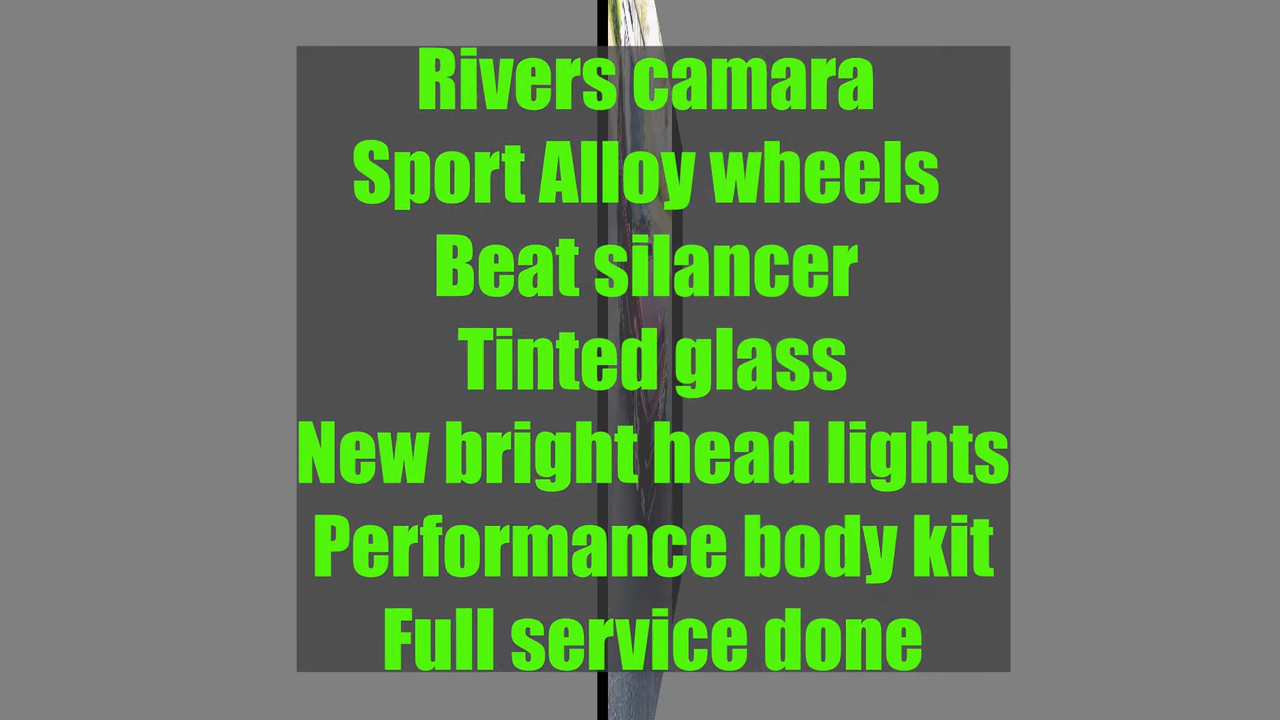 Rivers camara
Sport Alloy wheels
Beat silancer
Tinted glass
New bright head lights
Performance body kit
Full service done